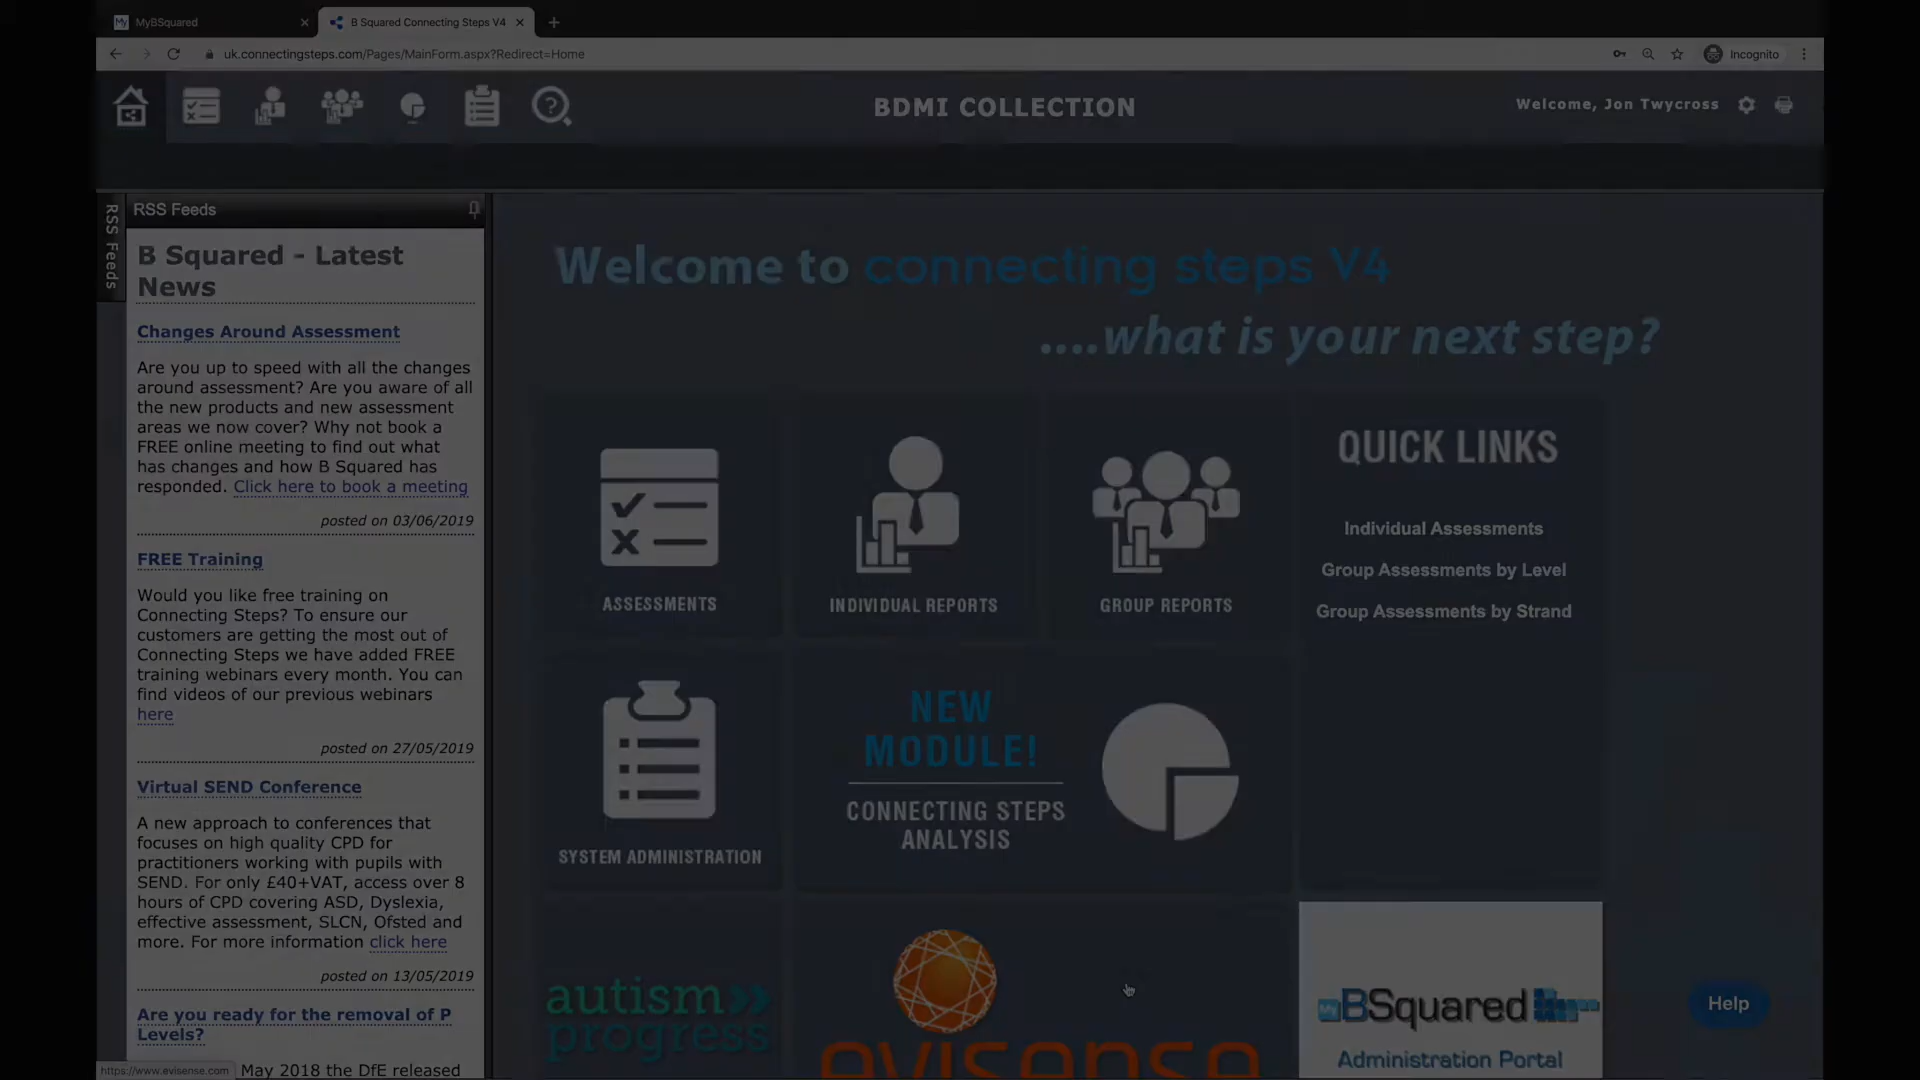 MyBSquared
B Squared Connecting Steps V4
uk.connectingsteps.com/Pages/MainForm.aspx?Redirect=Home
Incognito
BDMI COLLECTION
Welcome, Jon Twycross
RSS Feeds
RSS Feeds
B Squared - Latest
News
Changes Around Assessment
Are you up to speed with all the changes
around assessment? Are you aware of all
the new products and new assessment
areas we now cover? Why not book a
FREE online meeting to find out what
has changes and how B Squared has
responded. Click here to book a meeting
posted on 03/06/2019
FREE Training
Would you like free training on
Connecting Steps? To ensure our
customers are getting the most out of
Connecting Steps we have added FREE
training webinars every month. You can
find videos of our previous webinars
here
posted on 27/05/2019
Virtual SEND Conference
A new approach to conferences that
focuses on high quality CPD for
practitioners working with pupils with
SEND. For only £40+VAT, access over 8
hours of CPD covering ASD, Dyslexia,
effective assessment, SLCN, Ofsted and
more. For more information click here
posted on 13/05/2019
Are you ready for the removal of P
Levels?
May 2018 the DfE released
https://www.evisense.com
Welcome to connecting steps V4
....what is your next step?
ASSESSMENTS
INDIVIDUAL REPORTS
GROUP REPORTS
QUICK LINKS
Individual Assessments
Group Assessments by Level
Group Assessments by Strand
SYSTEM ADMINISTRATION
NEW
MODULE!
CONNECTING STEPS
ANALYSIS
autism
progress
evisense
My BSquared
Administration Portal
Help